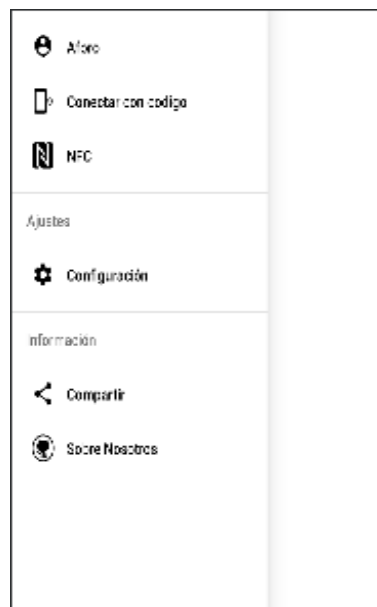 Aforo
Conectar con codigo
NFC
Ajustes
Configuración
Información
Compartir
Sobre Nosotros